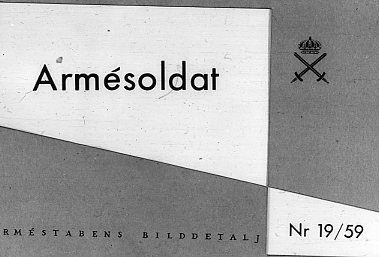 Armésoldat
RMÉSTABENS BILDDETALJ
Nr 19/59